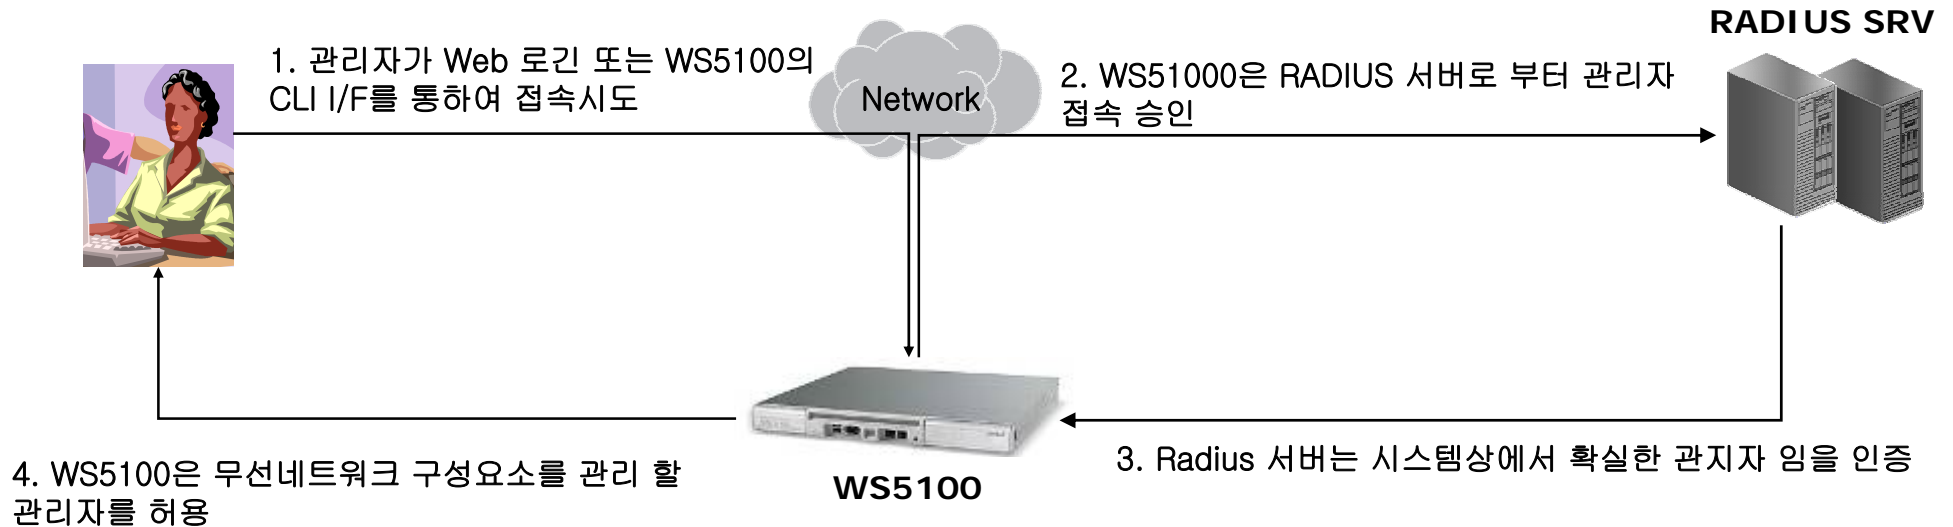 RADIUS SRV
1. 관리자가 Web 로긴 또는 WS5100의
CLI I/F를 통하여 접속시도
Network
2. WS51000은 RADIUS 서버로 부터 관리자
접속 승인
3. Radius 서버는 시스템상에서 확실한 관지자 임을 인증
WS5100
4. WS5100은 무선네트워크 구성요소를 관리 할
관리자를 허용